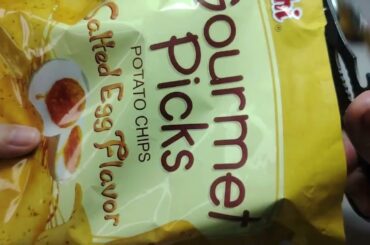 Gourmet
Picks
POTATO CHIPS
Salted Egg Flavor